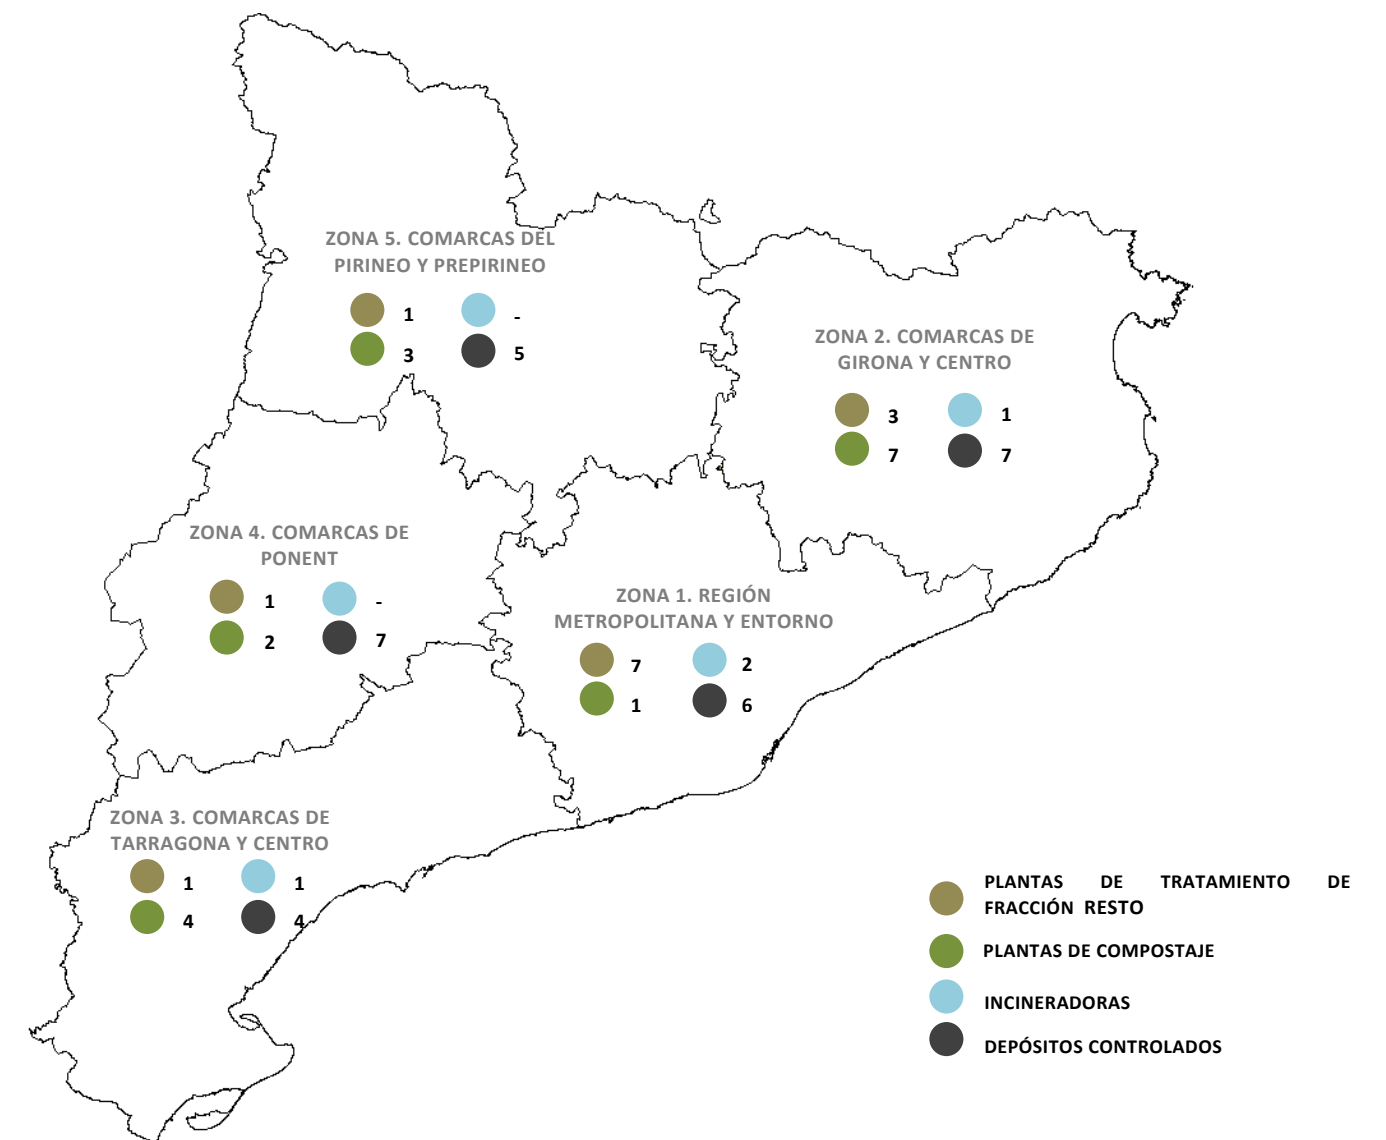 ZONA 5. COMARCAS DEL
PIRINEO Y PREPIRINEO
1 -
3 5
ZONA 2. COMARCAS DE
GIRONA Y CENTRO
3 1
7 7
ZONA 4. COMARCAS DE
PONENT
1 -
2 7
ZONA 1. REGIÓN
METROPOLITANA Y ENTORNO
7 2
1 6
ZONA 3. COMARCAS DE
TARRAGONA Y CENTRO
1 1
4 4
PLANTAS DE TRATAMIENTO DE
FRACCIÓN RESTO
PLANTAS DE COMPOSTAJE
INCINERADORAS
DEPÓSITOS CONTROLADOS